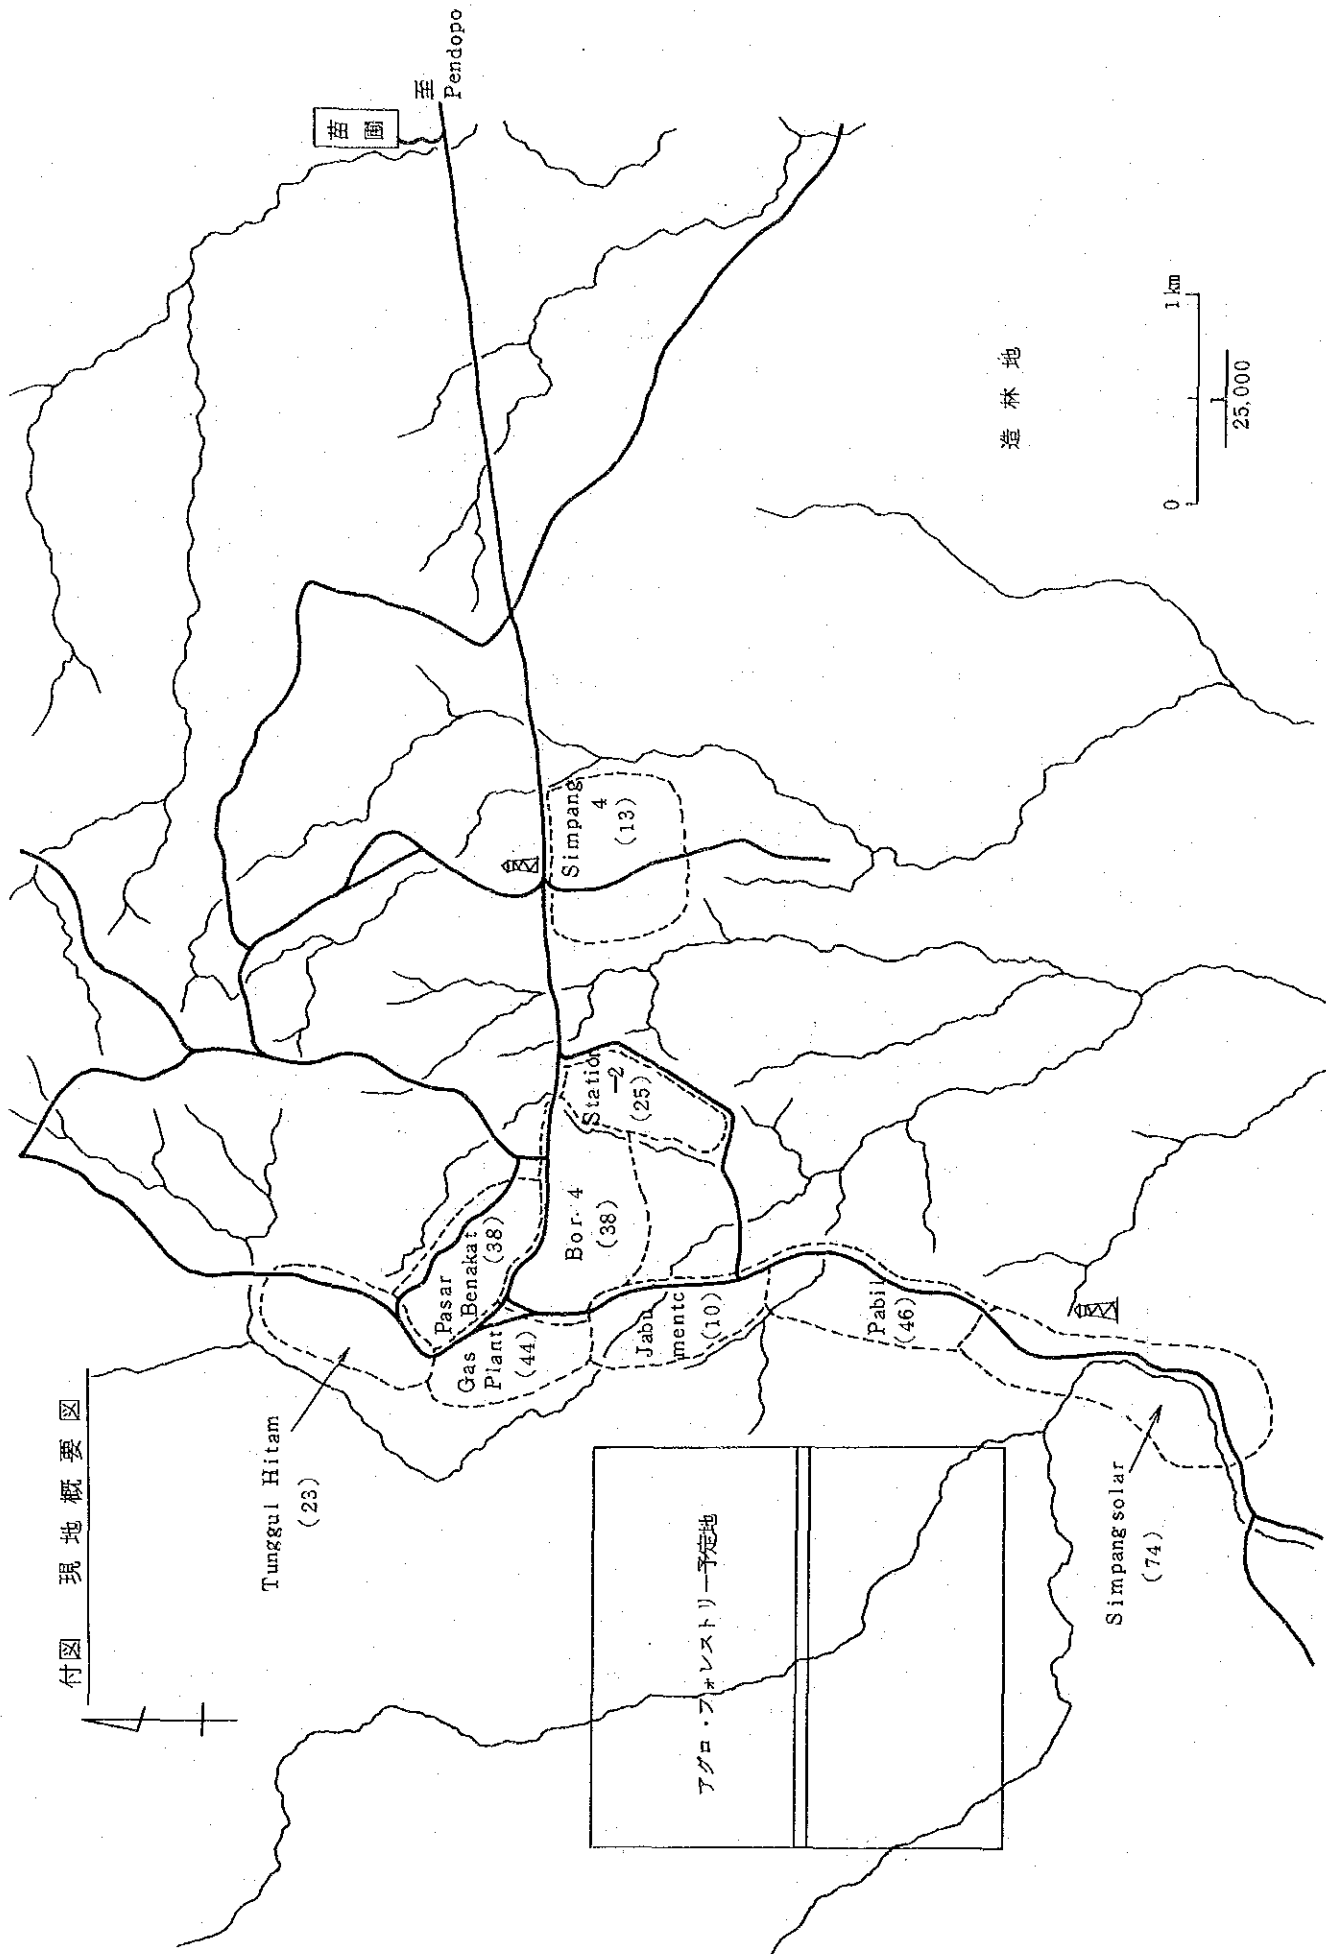 付図　現地概要図
苗圃
至
Pendopo
Tunggul Hitam
(23)
Pasar
Benakat
(38)
Gas
Plant
(44)
Bor. 4
(38)
Station
-2
(25)
Simpang
4
(13)
Jabu
mentc
(10)
Pabil
(46)
Simpang solar
(74)
アグロ・フォレストリー予定地
造林地
0
1km
1
25,000